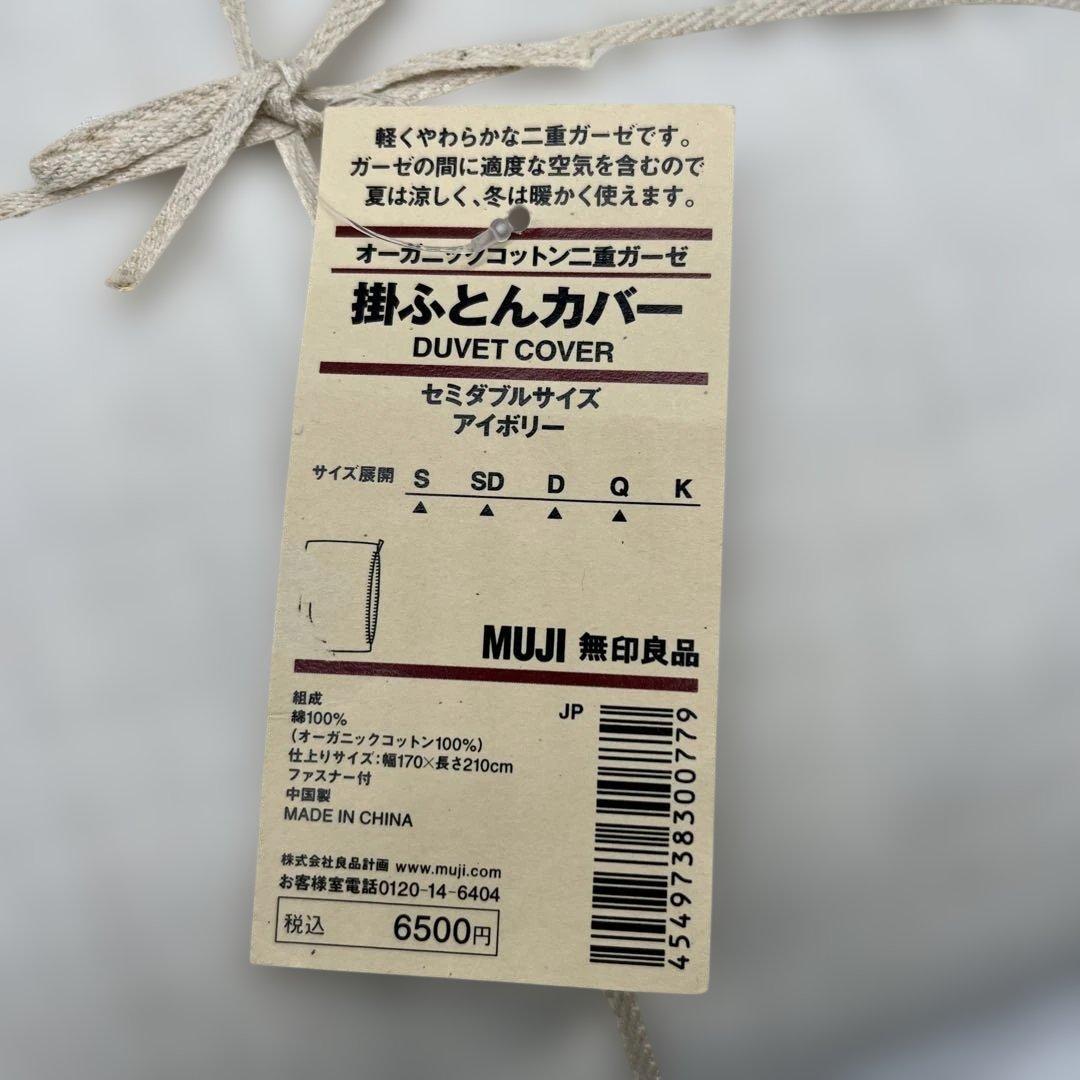 軽くやわらかな二重ガーゼです。
ガーゼの間に適度な空気を含むので
夏は涼しく、冬は暖かく使えます。
オーガニックコットン二重ガーゼ
掛ふとんカバー
DUVET COVER
セミダブルサイズ
アイボリー
サイズ展開 S SD D Q K
▲ ▲ ▲ ▲
MUJI 無印良品
組成
綿100%
(オーガニックコットン100%)
仕上りサイズ:幅170×長さ210cm
ファスナー付
中国製
MADE IN CHINA
株式会社良品計画 www.muji.com
お客様室電話0120-14-6404
税込 6500円
JP
4549738300779